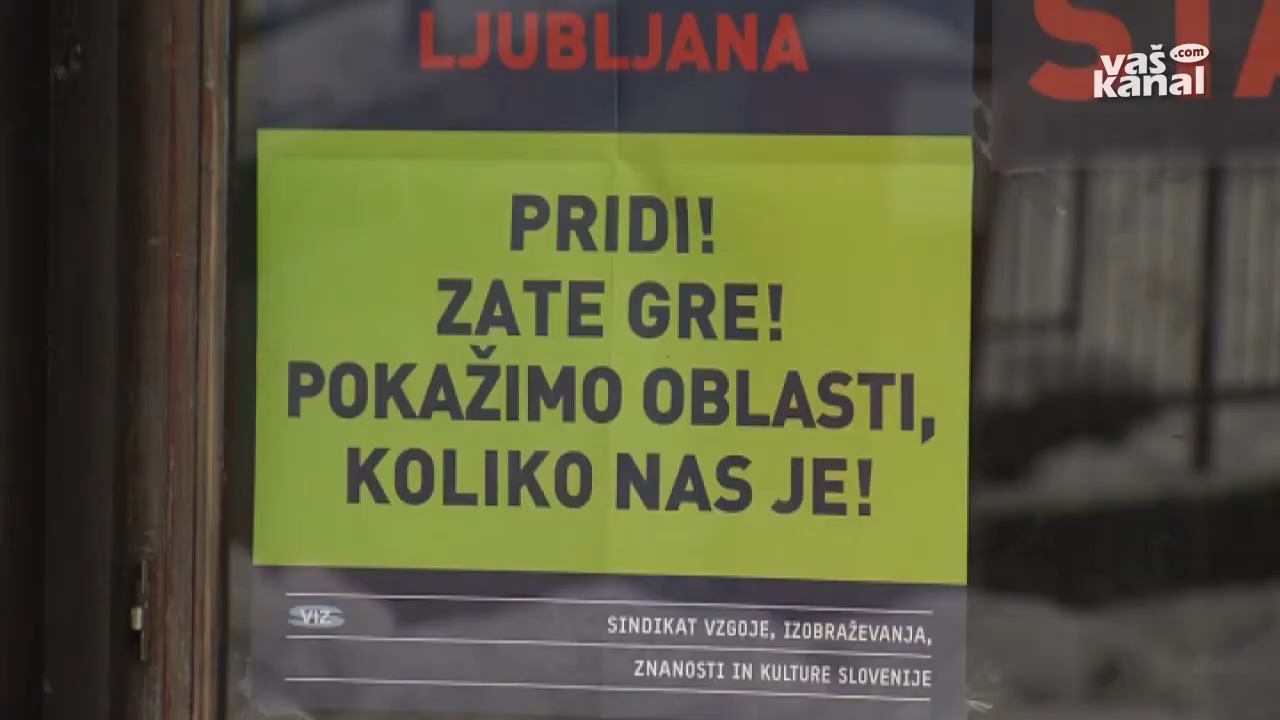 LJUBLJANA
vaš
.com
kanal
PRIDI!
ZATE GRE!
POKAŽIMO OBLASTI,
KOLIKO NAS JE!
VIZ
SINDIKAT VZGOJE, IZOBRAŽEVANJA,
ZNANOSTI IN KULTURE SLOVENIJE